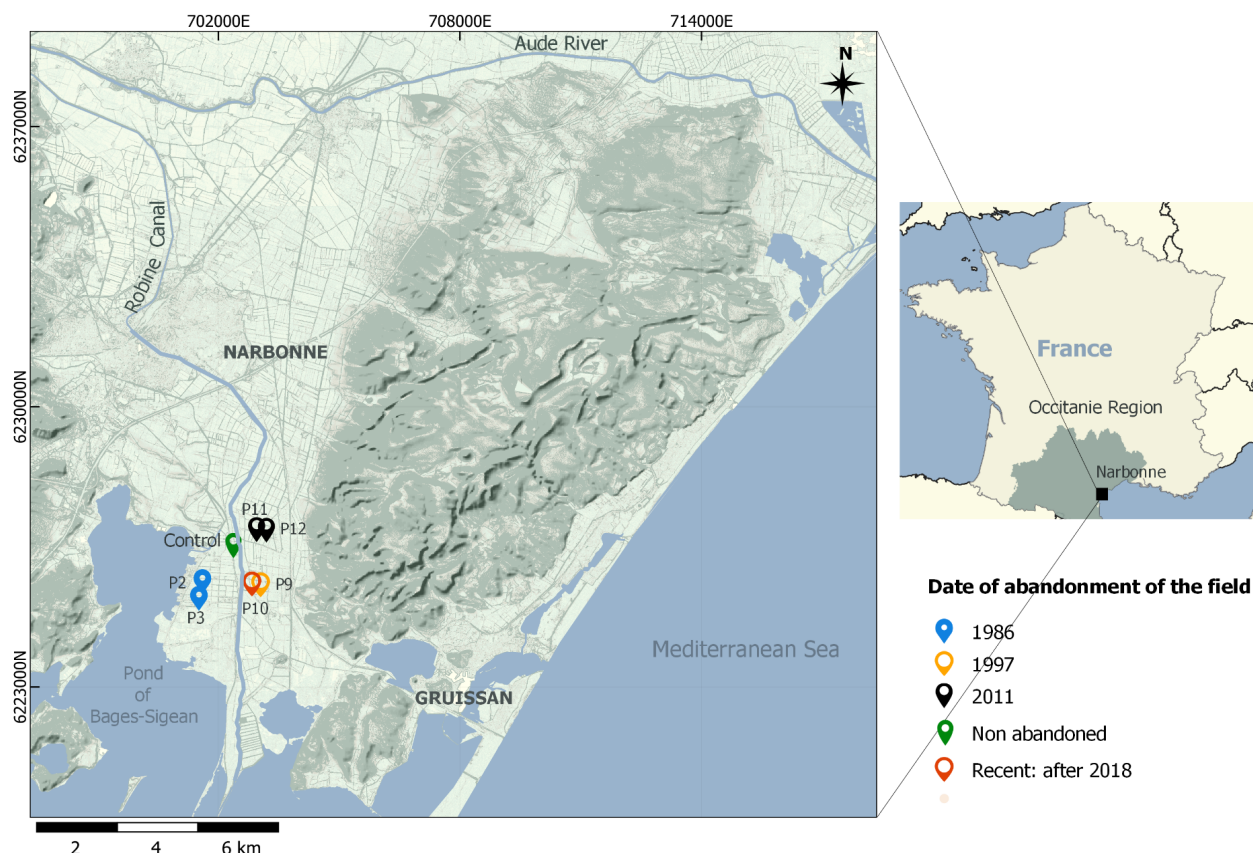 702000E
708000E
714000E
Aude River
N
6237000N
Robine Canal
NARBONNE
6230000N
P11
P12
Control
P2
P9
P3
P10
Mediterranean Sea
Pond
of
Bages-Sigean
GRUISSAN
6223000N
2
4
6 km
France
Occitanie Region
Narbonne
Date of abandonment of the field
1986
1997
2011
Non abandoned
Recent: after 2018